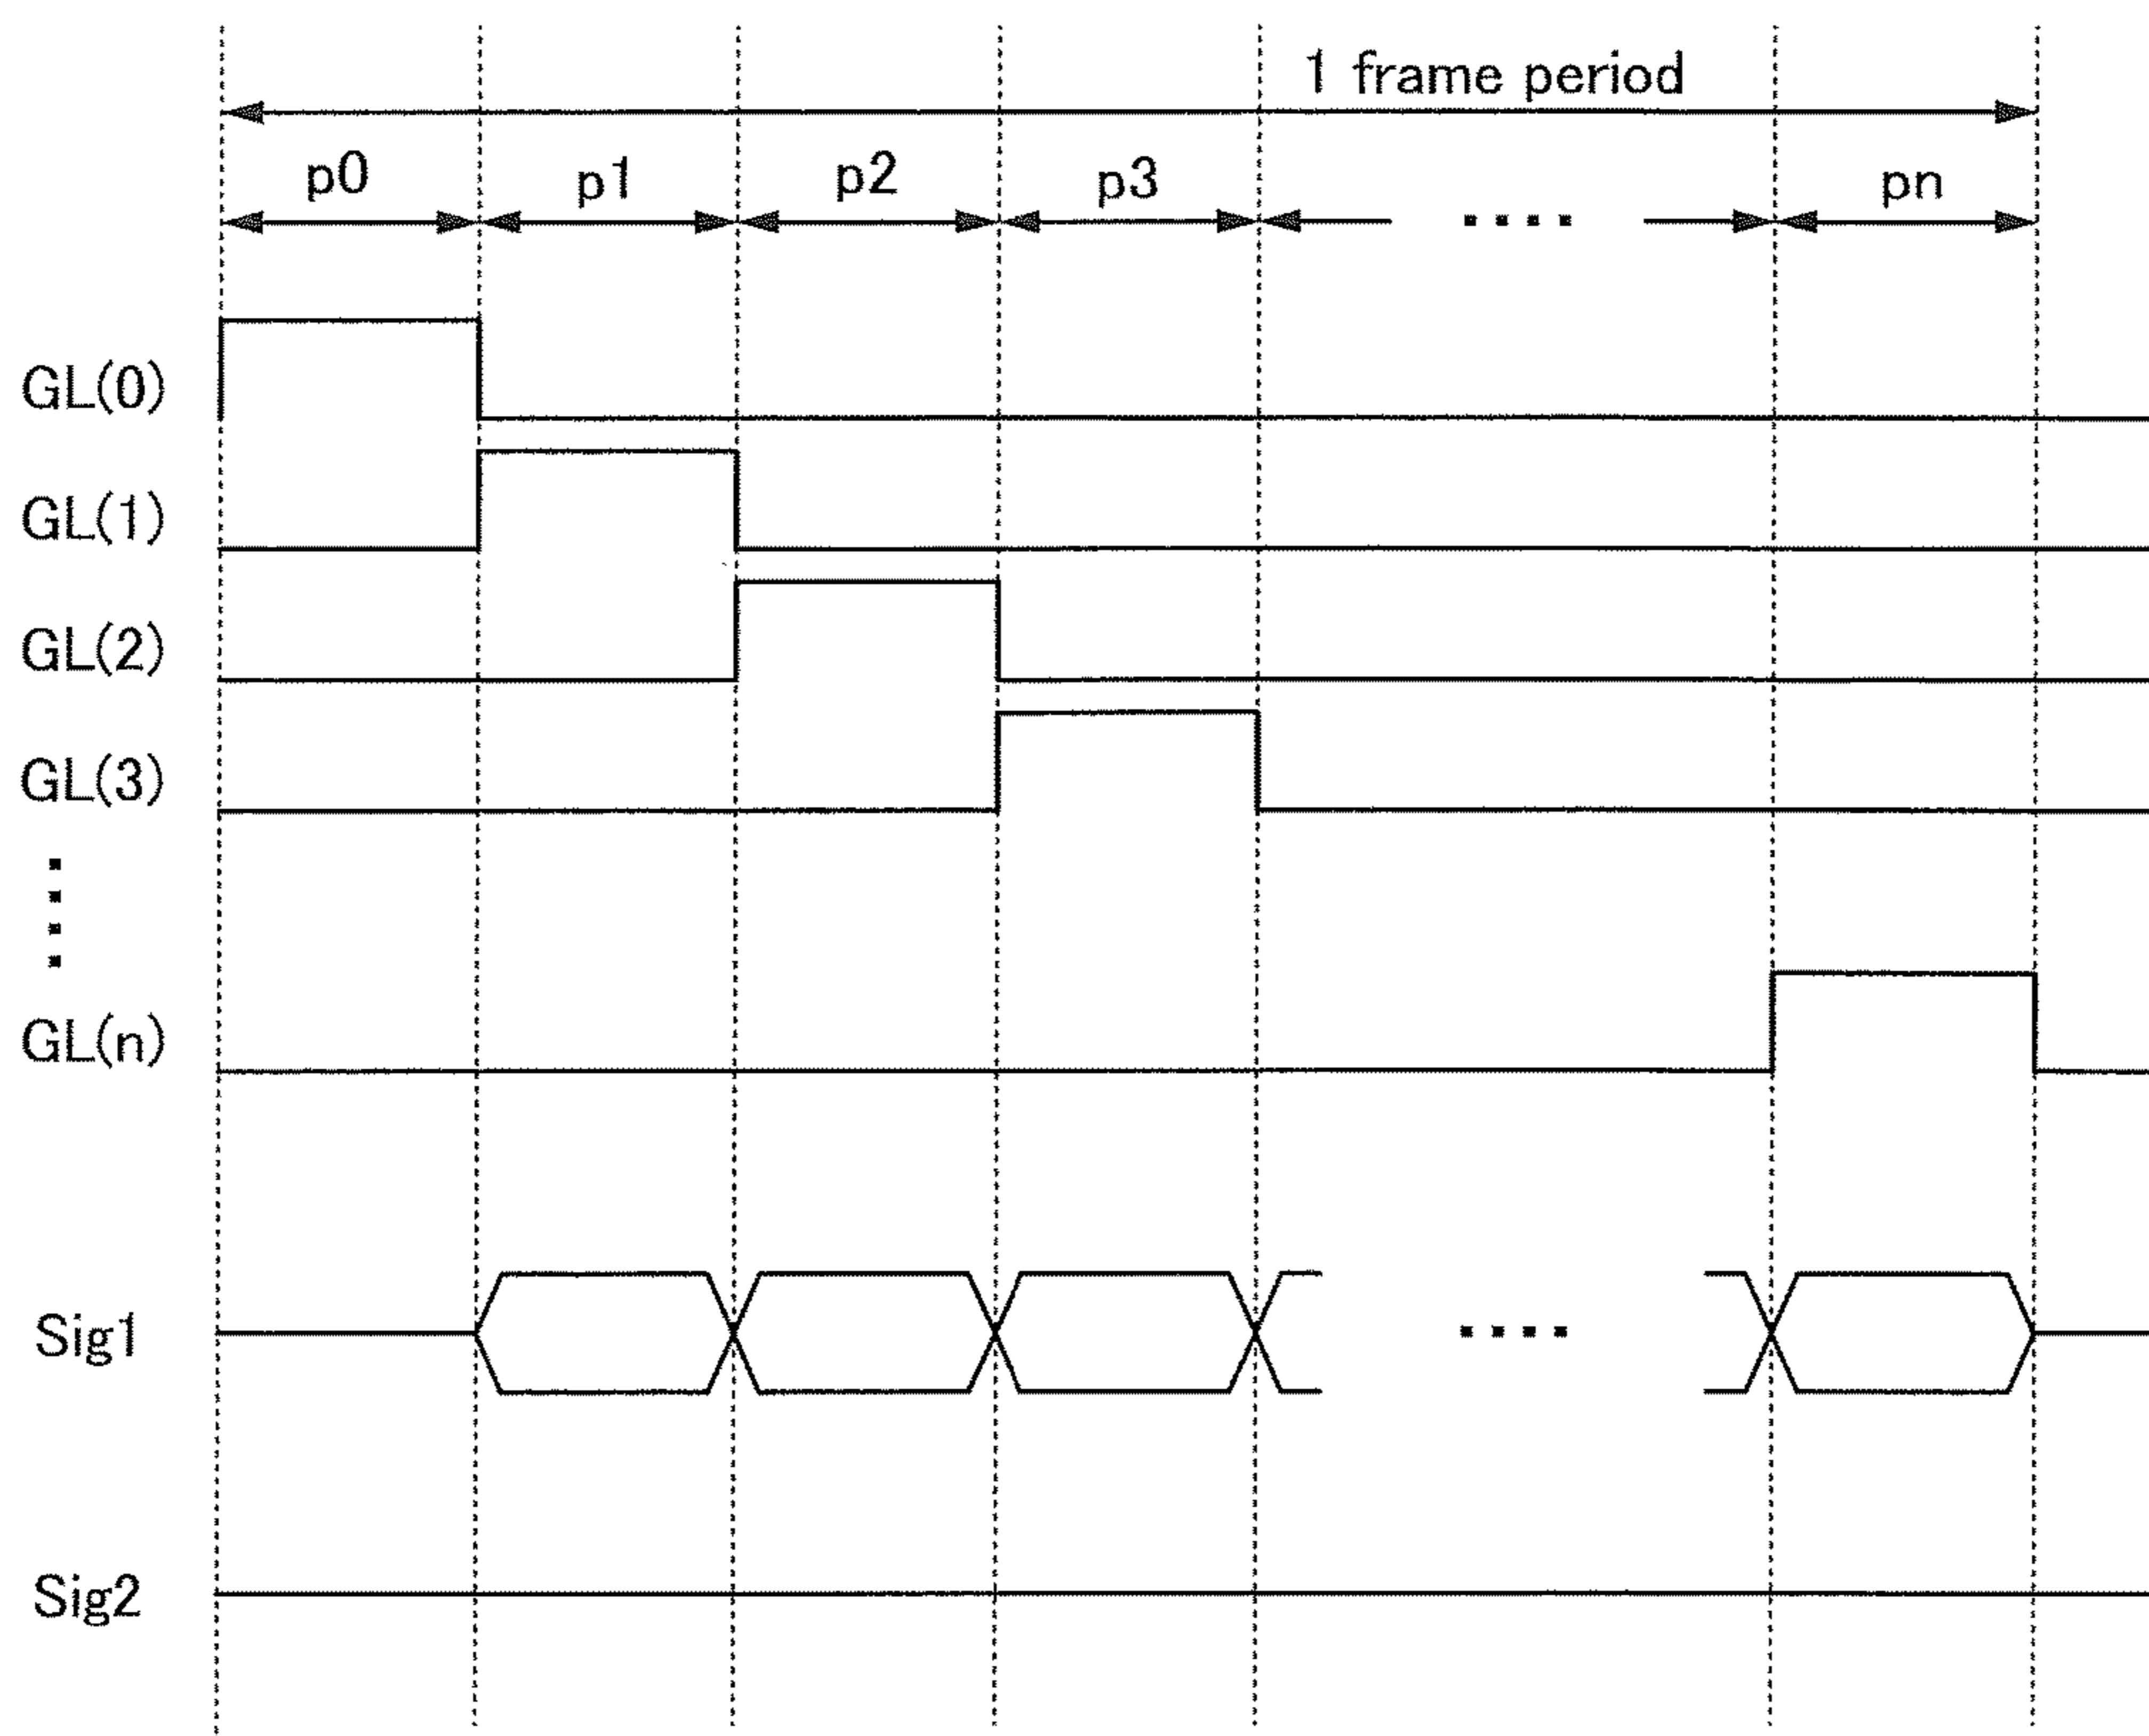 1 frame period
p0 p1 p2 p3 ···· pn
GL(0)
GL(1)
GL(2)
GL(3)
GL(n)
Sig1 ····
Sig2